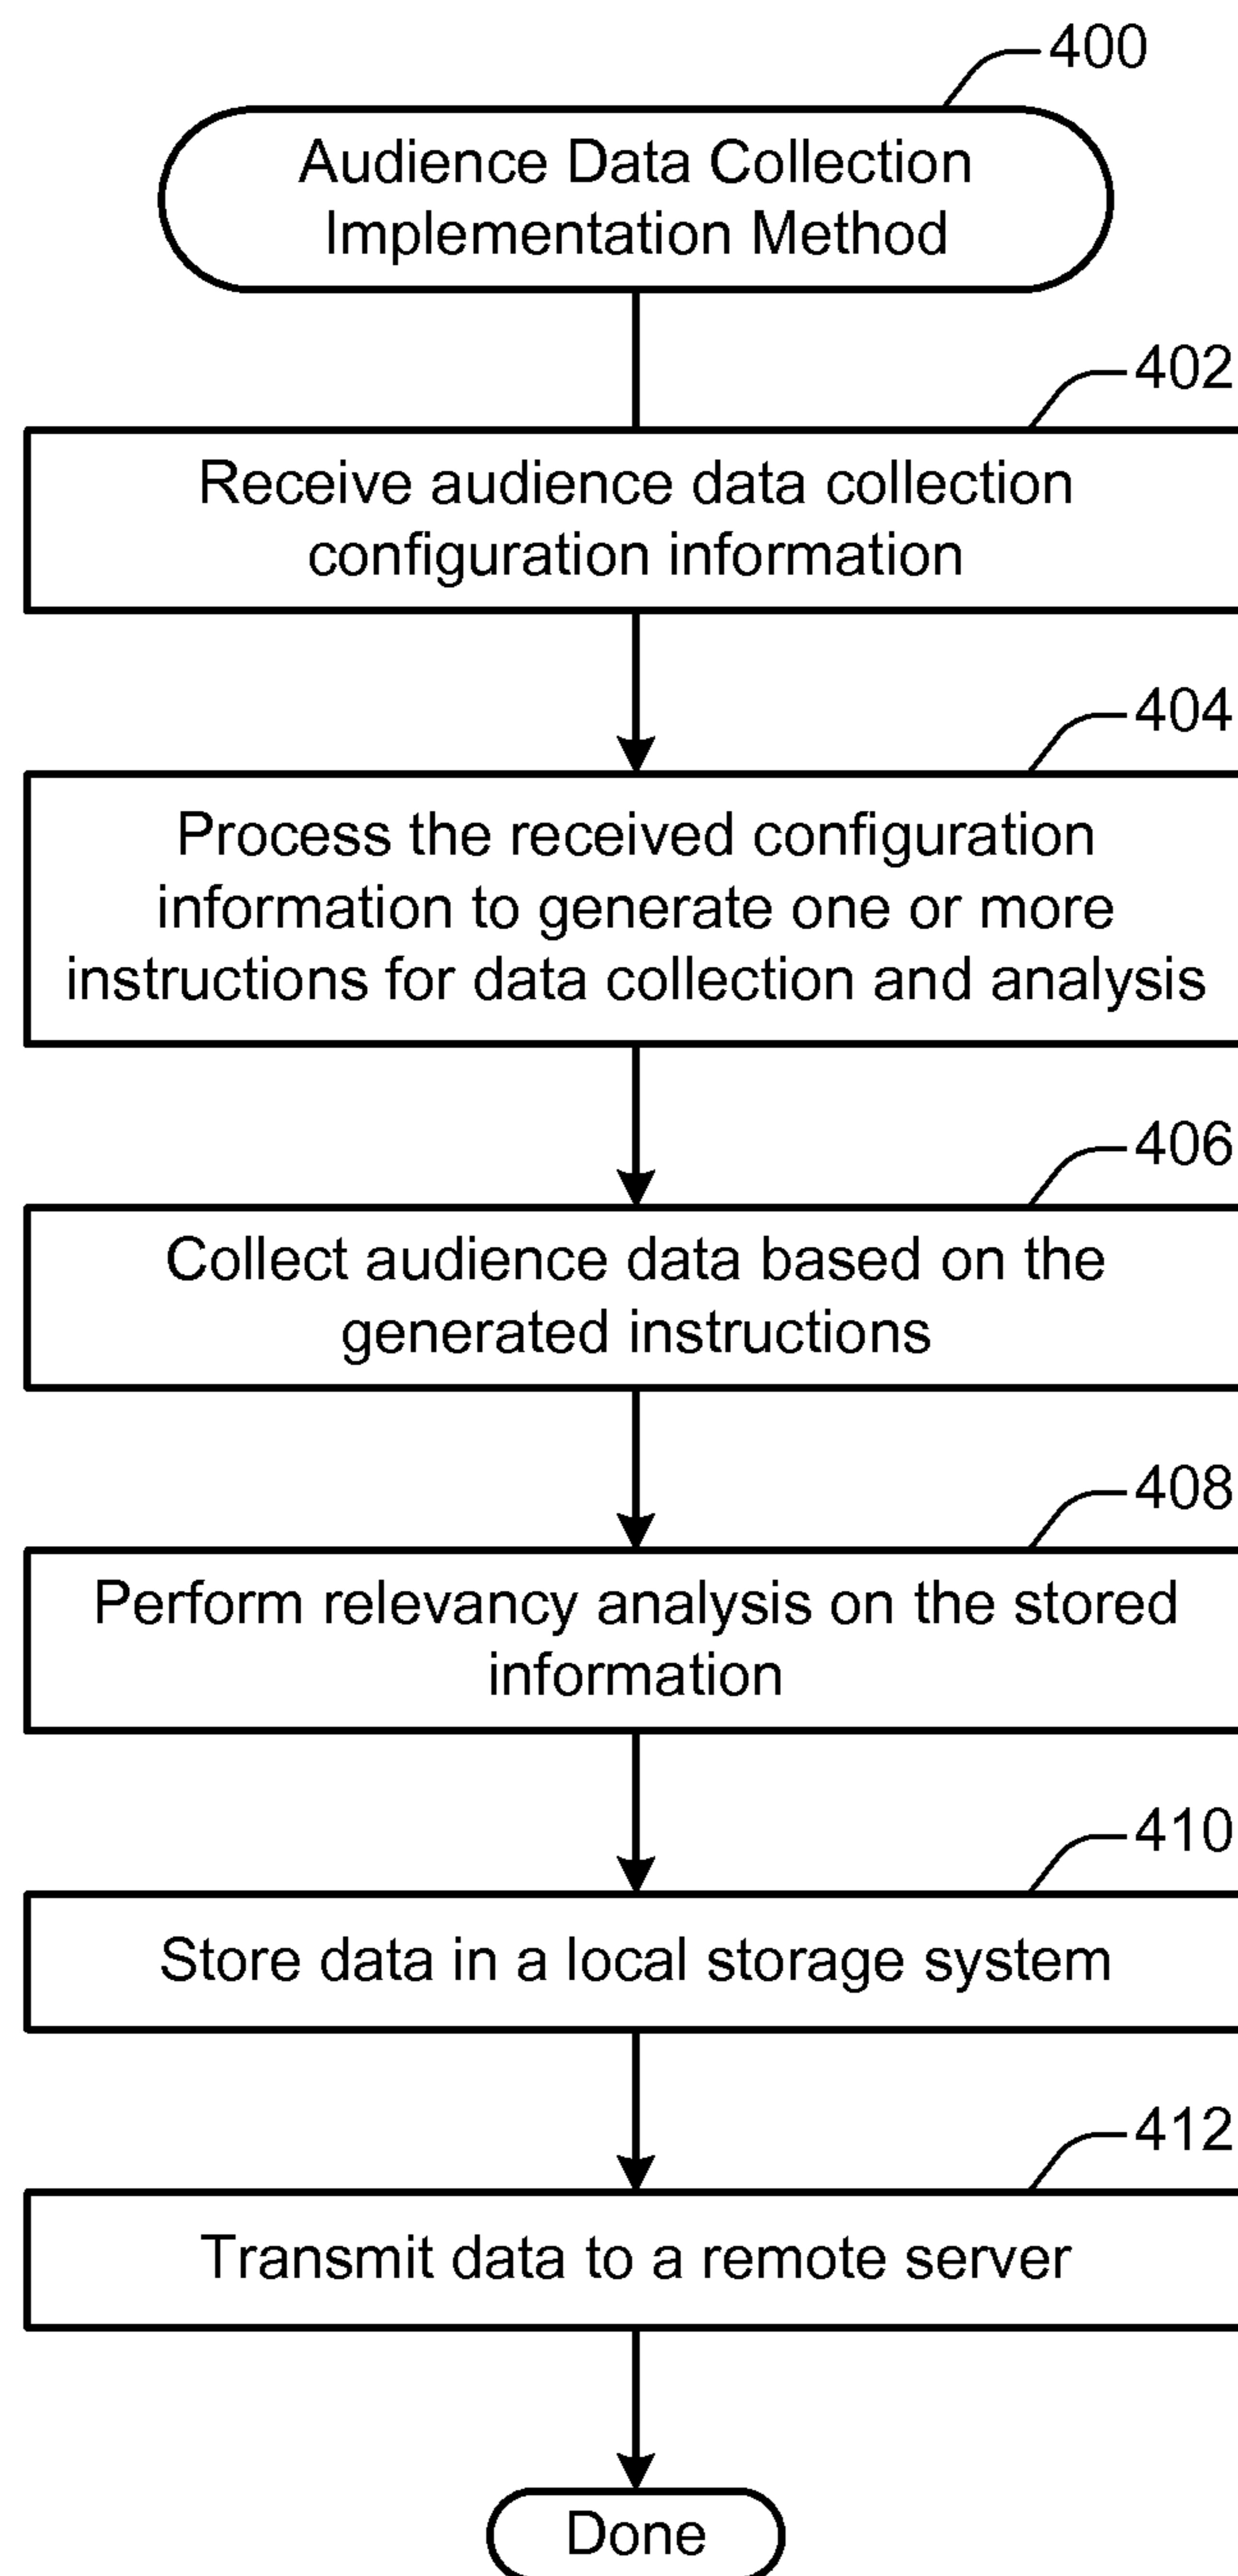 400
Audience Data Collection
Implementation Method
402
Receive audience data collection
configuration information
404
Process the received configuration
information to generate one or more
instructions for data collection and analysis
406
Collect audience data based on the
generated instructions
408
Perform relevancy analysis on the stored
information
410
Store data in a local storage system
412
Transmit data to a remote server
Done